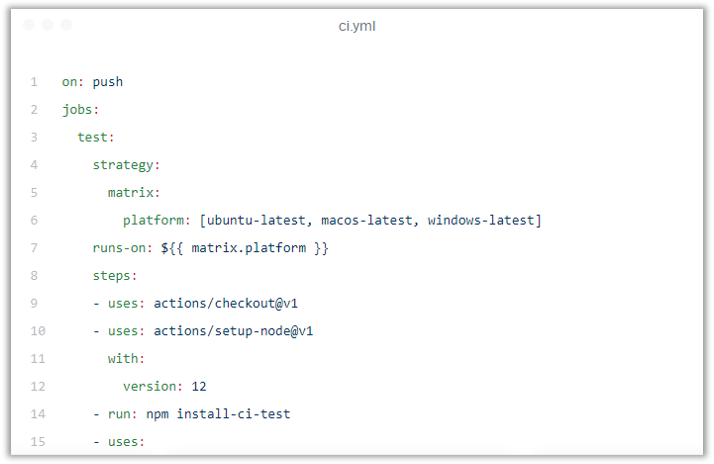 ci.yml
1 on: push
2 jobs:
3 test:
4 strategy:
5 matrix:
6 platform: [ubuntu-latest, macos-latest, windows-latest]
7 runs-on: ${{ matrix.platform }}
8 steps:
9 - uses: actions/checkout@v1
10 - uses: actions/setup-node@v1
11 with:
12 version: 12
14 - run: npm install-ci-test
15 - uses: